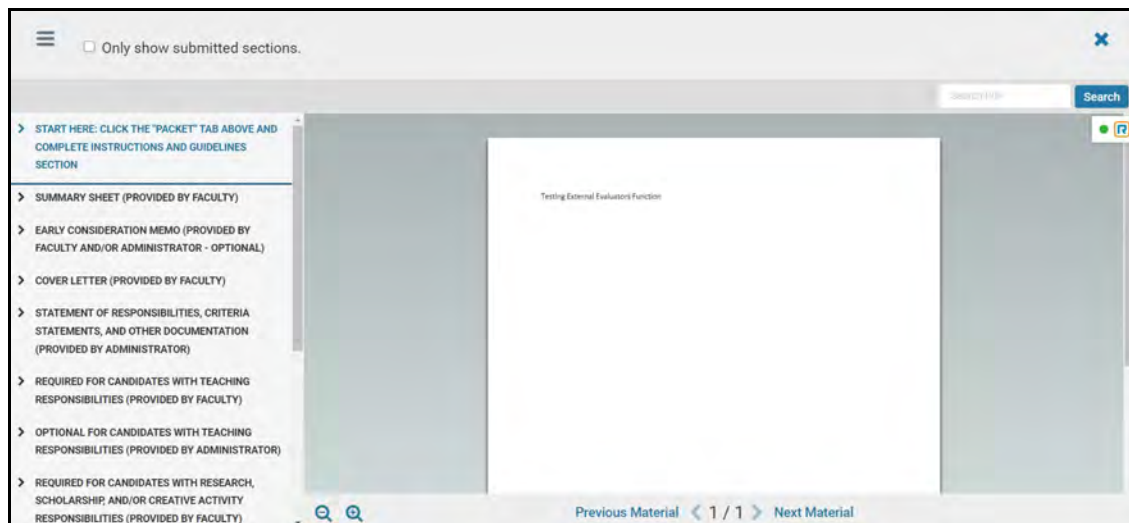 Only show submitted sections.
Search
START HERE: CLICK THE "PACKET" TAB ABOVE AND
COMPLETE INSTRUCTIONS AND GUIDELINES
SECTION
SUMMARY SHEET (PROVIDED BY FACULTY)
EARLY CONSIDERATION MEMO (PROVIDED BY
FACULTY AND/OR ADMINISTRATOR - OPTIONAL)
COVER LETTER (PROVIDED BY FACULTY)
STATEMENT OF RESPONSIBILITIES, CRITERIA
STATEMENTS, AND OTHER DOCUMENTATION
(PROVIDED BY ADMINISTRATOR)
REQUIRED FOR CANDIDATES WITH TEACHING
RESPONSIBILITIES (PROVIDED BY FACULTY)
OPTIONAL FOR CANDIDATES WITH TEACHING
RESPONSIBILITIES (PROVIDED BY ADMINISTRATOR)
REQUIRED FOR CANDIDATES WITH RESEARCH,
SCHOLARSHIP, AND/OR CREATIVE ACTIVITY
RESPONSIBILITIES (PROVIDED BY FACULTY)
Testing External Evaluators Function
Previous Material < 1 / 1 > Next Material